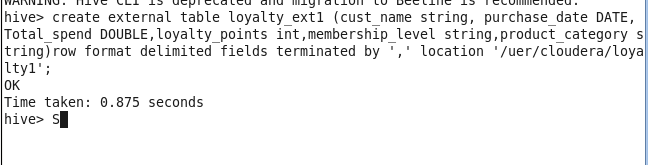 WARNING: Hive CLI is deprecated and migration to Beeline is recommended.
hive> create external table loyalty_ext1 (cust_name string, purchase_date DATE,
Total_spend DOUBLE,loyalty_points int,membership_level string,product_category s
tring)row format delimited fields terminated by ',' location '/uer/cloudera/loya
lty1';
OK
Time taken: 0.875 seconds
hive> S